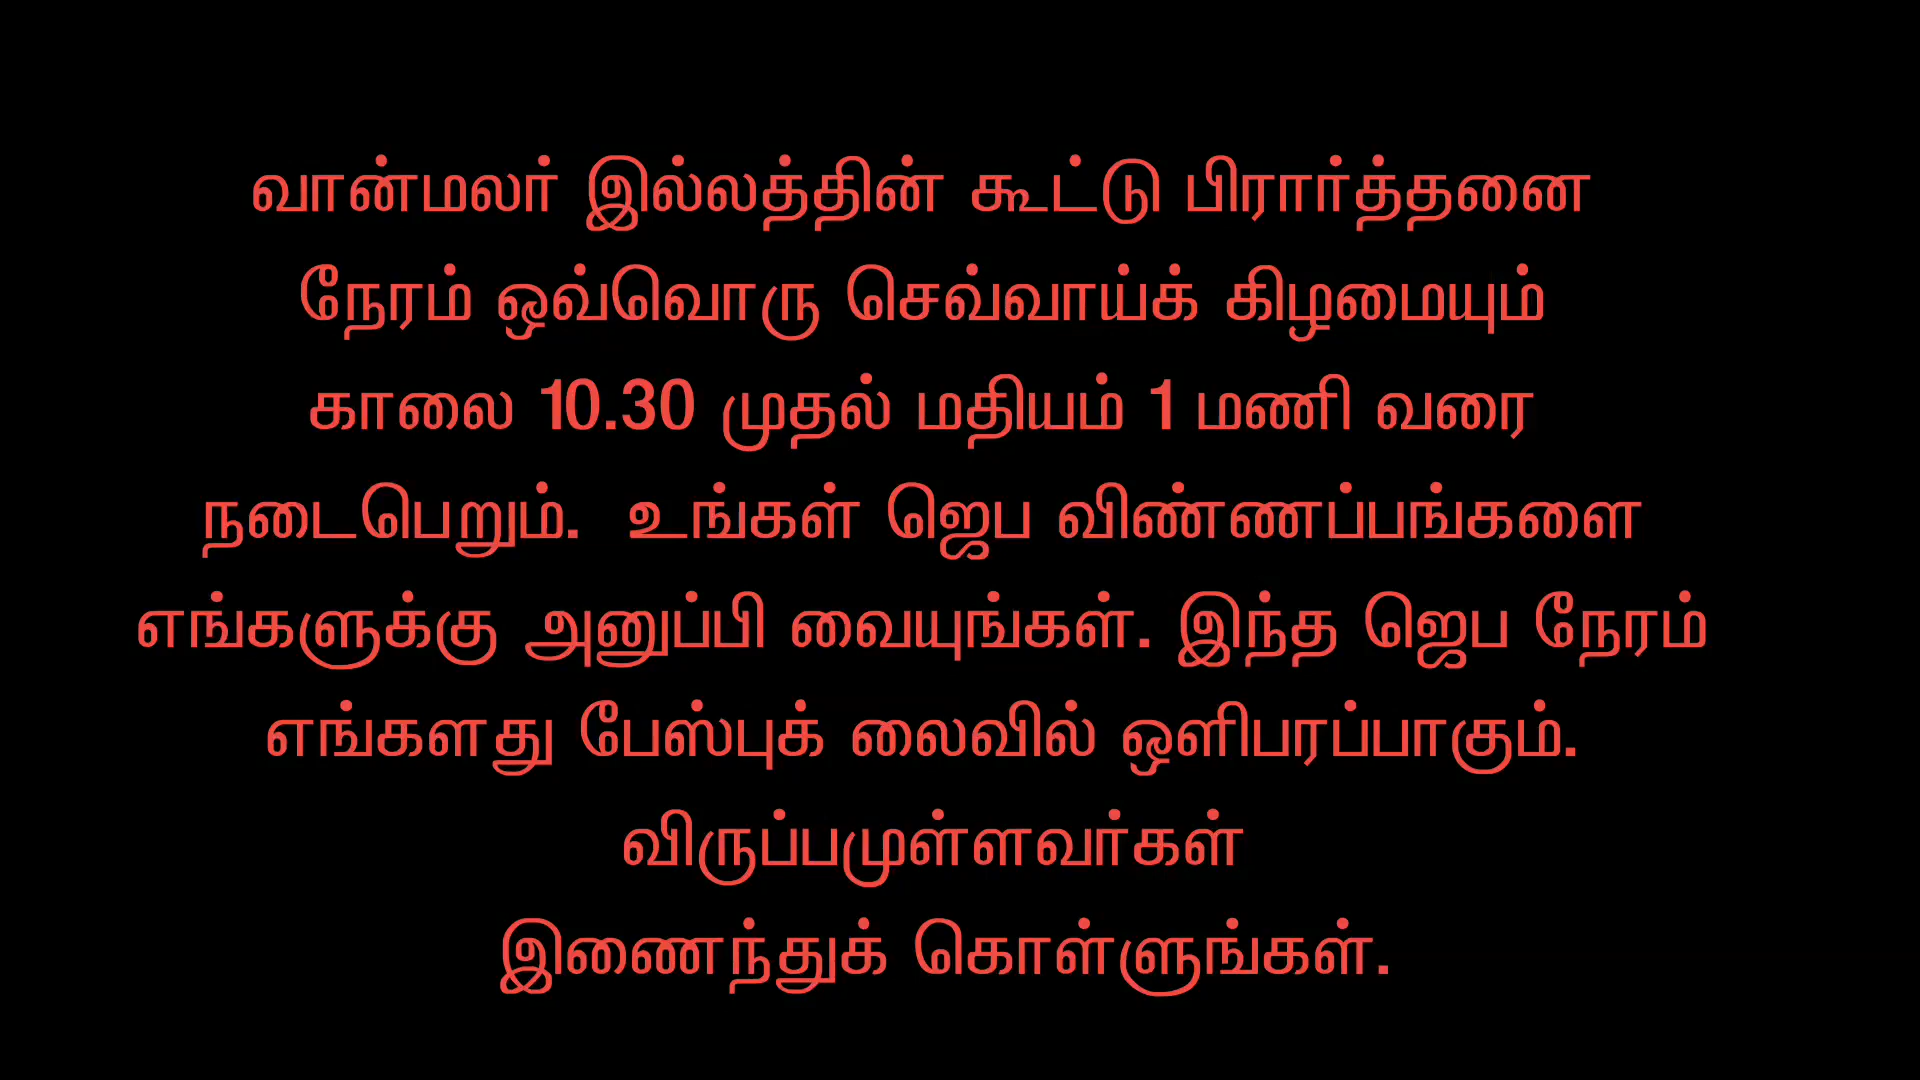 வான்மலர் இல்லத்தின் கூட்டு பிரார்த்தனை
நேரம் ஒவ்வொரு செவ்வாய்க் கிழமையும்
காலை 10.30 முதல் மதியம் 1 மணி வரை
நடைபெறும். உங்கள் ஜெப விண்ணப்பங்களை
எங்களுக்கு அனுப்பி வையுங்கள். இந்த ஜெப நேரம்
எங்களது பேஸ்புக் லைவில் ஒளிபரப்பாகும்.
விருப்பமுள்ளவர்கள்
இணைந்துக் கொள்ளுங்கள்.